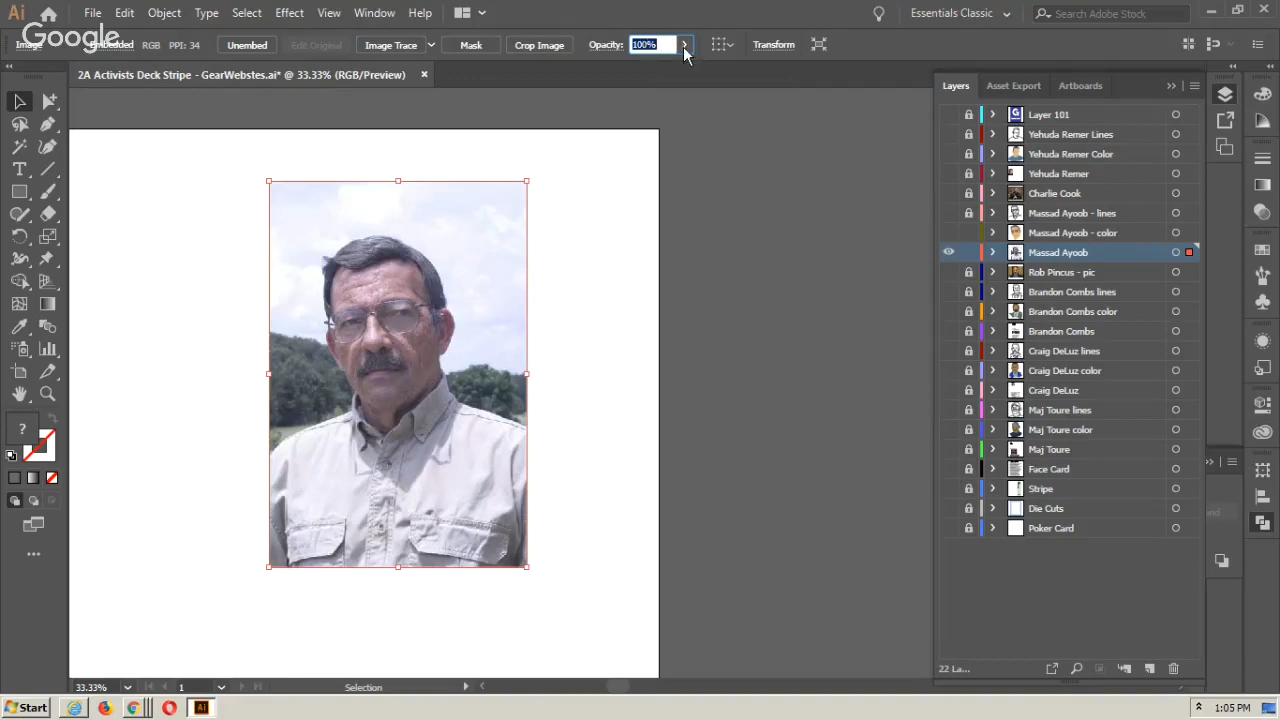 Ai File Edit Object Type Select Effect View Window Help Essentials Classic Search Adobe Stock
Google
Image Embedded RGB PPI: 34 Unembed Edit Original Image Trace Mask Crop Image Opacity: 100% Transform
2A Activists Deck Stripe - GearWebstes.ai* @ 33.33% (RGB/Preview) ×
Layers Asset Export Artboards
Layer 101
Yehuda Remer Lines
Yehuda Remer Color
Yehuda Remer
Charlie Cook
Massad Ayoob - lines
Massad Ayoob - color
Massad Ayoob
Rob Pincus - pic
Brandon Combs lines
Brandon Combs color
Brandon Combs
Craig DeLuz lines
Craig DeLuz color
Craig DeLuz
Maj Toure lines
Maj Toure color
Maj Toure
Face Card
Stripe
Die Cuts
Poker Card
?
22 La...
33.33% 1 Selection
Start Ai 1:05 PM